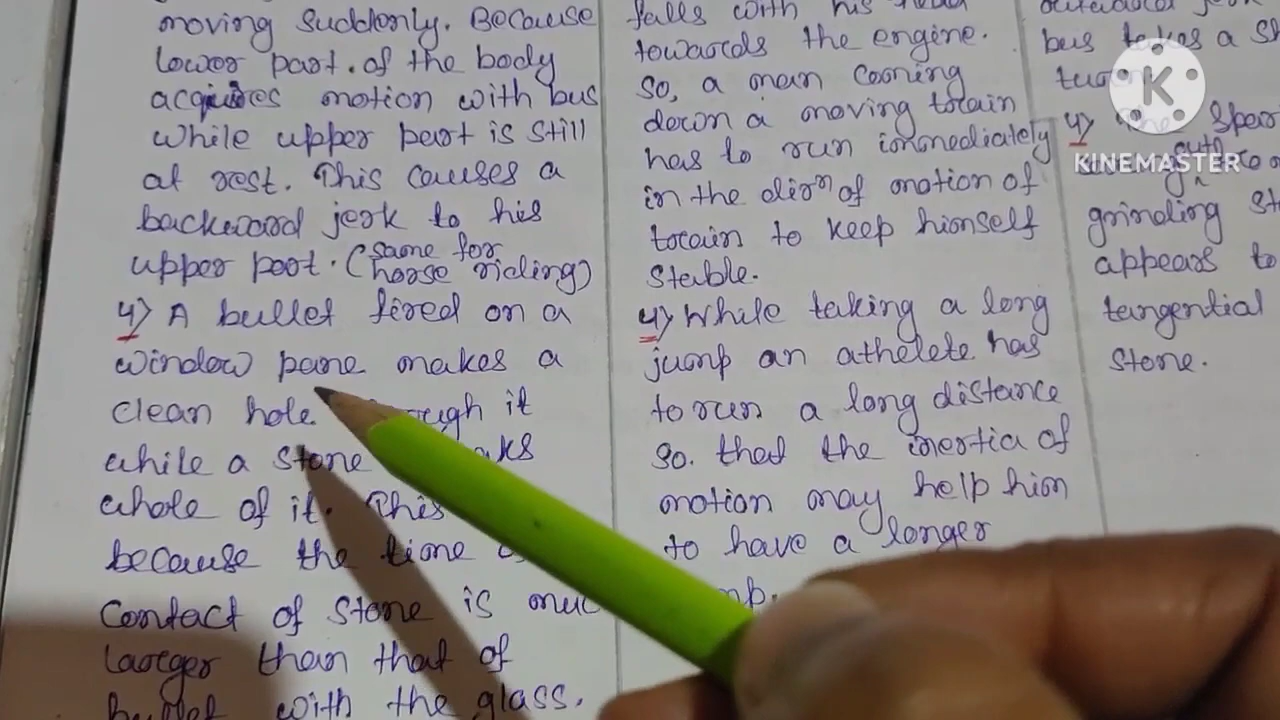 moving suddenly. Because
lower part. of the body
acquires motion with bus
while upper part is still
at rest. This causes a
backward jerk to his
upper part. (same for
horse riding)
4) A bullet fired on a
window pane makes a
clean hole through it
while a stone
whole of it. This
because the time
contact of stone is
larger than that of
bullet with the glass.
falls with his head
towards the engine.
so, a man coming
down a moving train
has to run immediately
in the dirⁿ of motion of
train to keep himself
stable.
4) While taking a long
jump an athelete has
to run a long distance
so. that the inertia of
motion may help him
to have a longer
bus takes a
turn
4)
grinding
appears to
tangential
stone.
K
KINEMASTER